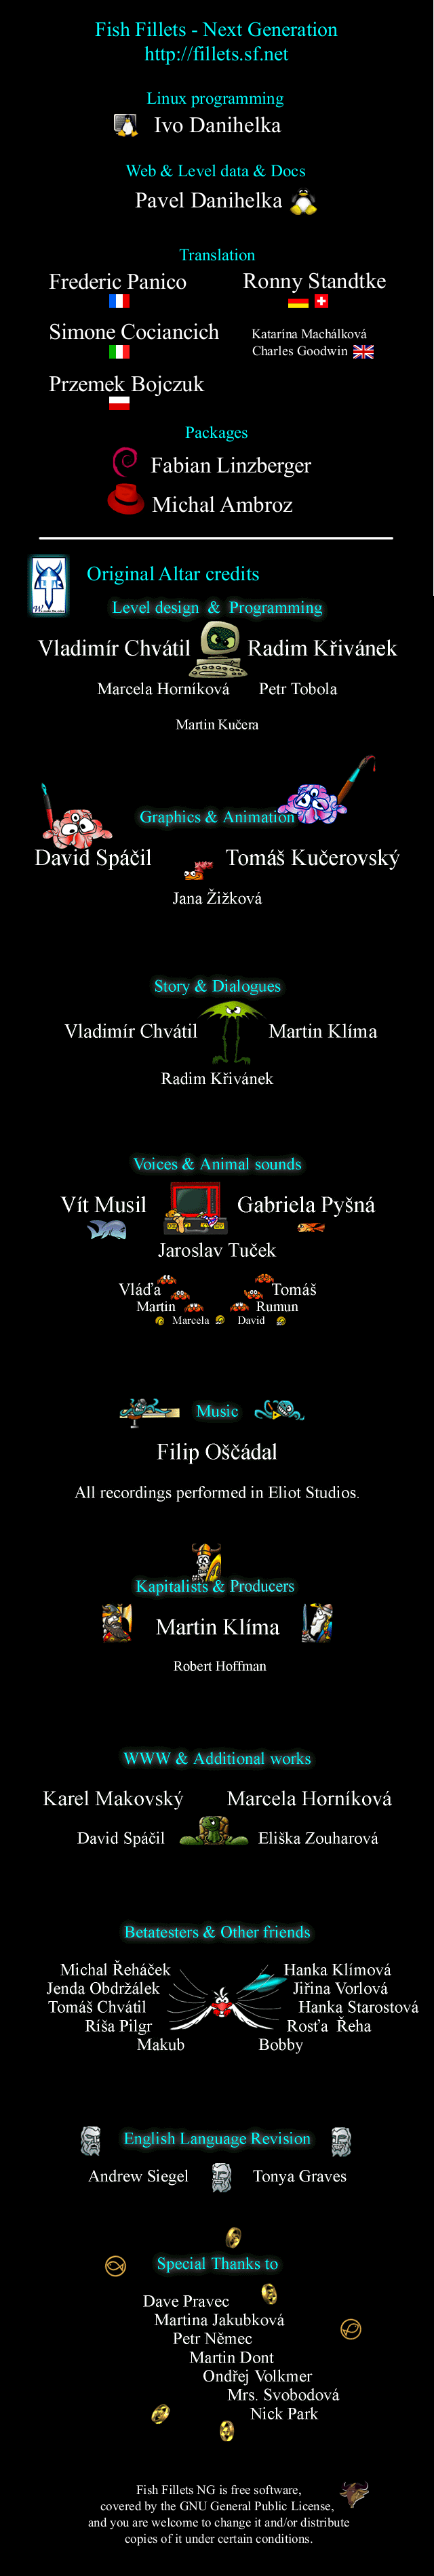 Fish Fillets - Next Generation
http://fillets.sf.net
Linux programming
Ivo Danihelka
Web & Level data & Docs
Pavel Danihelka
Translation
Frederic Panico
Ronny Standtke
Simone Cociancich
Katarína Machálková
Charles Goodwin
Przemek Bojczuk
Packages
Fabian Linzberger
Michal Ambroz
Original Altar credits
Level design & Programming
Vladimír Chvátil Radim Křivánek
Marcela Horníková Petr Tobola
Martin Kučera
Graphics & Animation
David Spáčil Tomáš Kučerovský
Jana Žižková
Story & Dialogues
Vladimír Chvátil Martin Klíma
Radim Křivánek
Voices & Animal sounds
Vít Musil Gabriela Pyšná
Jaroslav Tuček
Vláďa Tomáš
Martin Rumun
Marcela David
Music
Filip Oščádal
All recordings performed in Eliot Studios.
Kapitalists & Producers
Martin Klíma
Robert Hoffman
WWW & Additional works
Karel Makovský Marcela Horníková
David Spáčil Eliška Zouharová
Betatesters & Other friends
Michal Řeháček Hanka Klímová
Jenda Obdržálek Jiřina Vorlová
Tomáš Chvátil Hanka Starostová
Ríša Pilgr Rosťa Řeha
Makub Bobby
English Language Revision
Andrew Siegel Tonya Graves
Special Thanks to
Dave Pravec
Martina Jakubková
Petr Němec
Martin Dont
Ondřej Volkmer
Mrs. Svobodová
Nick Park
Fish Fillets NG is free software,
covered by the GNU General Public License,
and you are welcome to change it and/or distribute
copies of it under certain conditions.